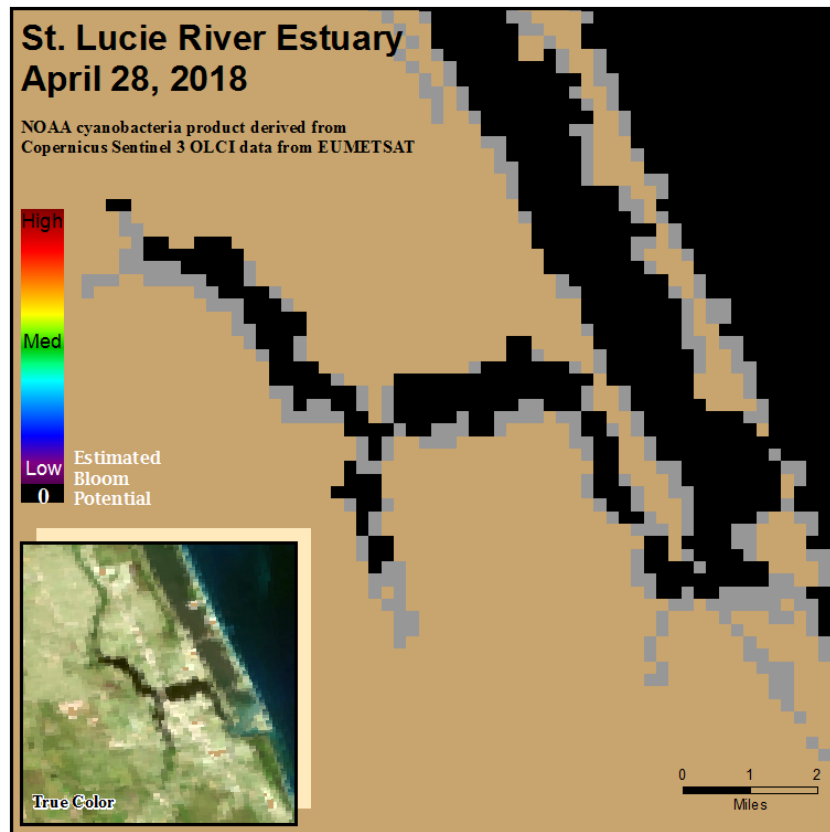 St. Lucie River Estuary
April 28, 2018
NOAA cyanobacteria product derived from
Copernicus Sentinel 3 OLCI data from EUMETSAT
High
Med
Low
0
Estimated
Bloom
Potential
True Color
0 1 2
Miles